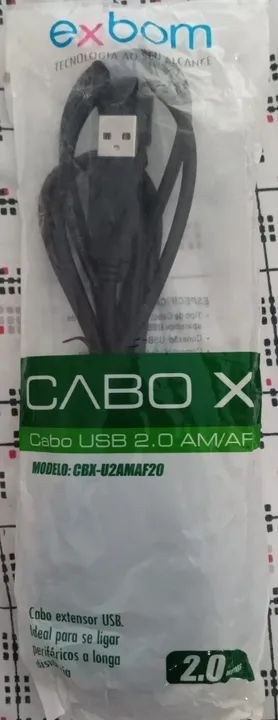 exbom
TECNOLOGIA AO SEU ALCANCE
CABO X
Cabo USB 2.0 AM/AF
MODELO: CBX-U2AMAF20
Cabo extensor USB.
Ideal para se ligar
periféricos a longa
2.0